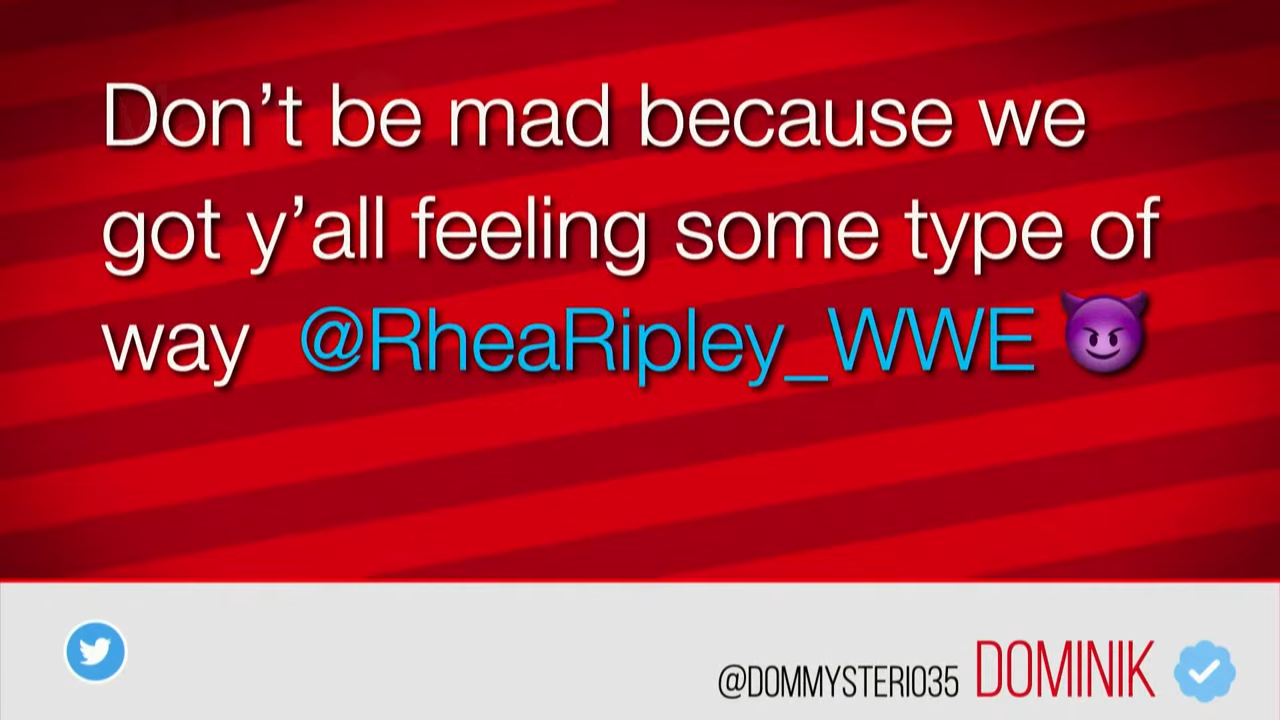 Don’t be mad because we
got y’all feeling some type of
way @RheaRipley_WWE 😈
@DOMMYSTERIO35 DOMINIK